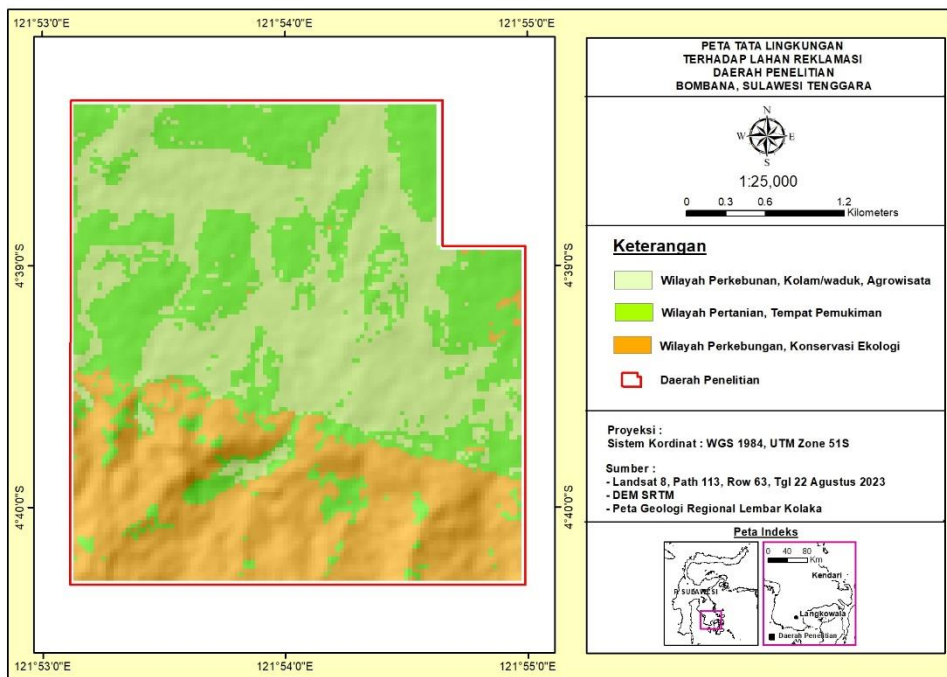 121°53'0"E
121°54'0"E
121°55'0"E
4°39'0"S
4°40'0"S
4°39'0"S
4°40'0"S
121°53'0"E
121°54'0"E
121°55'0"E
PETA TATA LINGKUNGAN
TERHADAP LAHAN REKLAMASI
DAERAH PENELITIAN
BOMBANA, SULAWESI TENGGARA
N
W
E
S
1:25,000
0 0.3 0.6 1.2
Kilometers
Keterangan
Wilayah Perkebunan, Kolam/waduk, Agrowisata
Wilayah Pertanian, Tempat Pemukiman
Wilayah Perkebungan, Konservasi Ekologi
Daerah Penelitian
Proyeksi :
Sistem Kordinat : WGS 1984, UTM Zone 51S
Sumber :
- Landsat 8, Path 113, Row 63, Tgl 22 Agustus 2023
- DEM SRTM
- Peta Geologi Regional Lembar Kolaka
Peta Indeks
P. SULAWESI
0 40 80
Km
Kendari
Langkowala
Daerah Penelitian